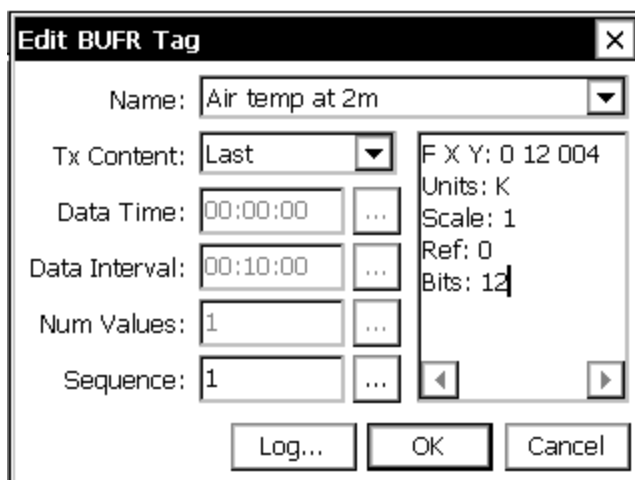 Edit BUFR Tag
Name: Air temp at 2m
Tx Content: Last
Data Time: 00:00:00 ...
Data Interval: 00:10:00 ...
Num Values: 1 ...
Sequence: 1 ...
F X Y: 0 12 004
Units: K
Scale: 1
Ref: 0
Bits: 12
Log... OK Cancel